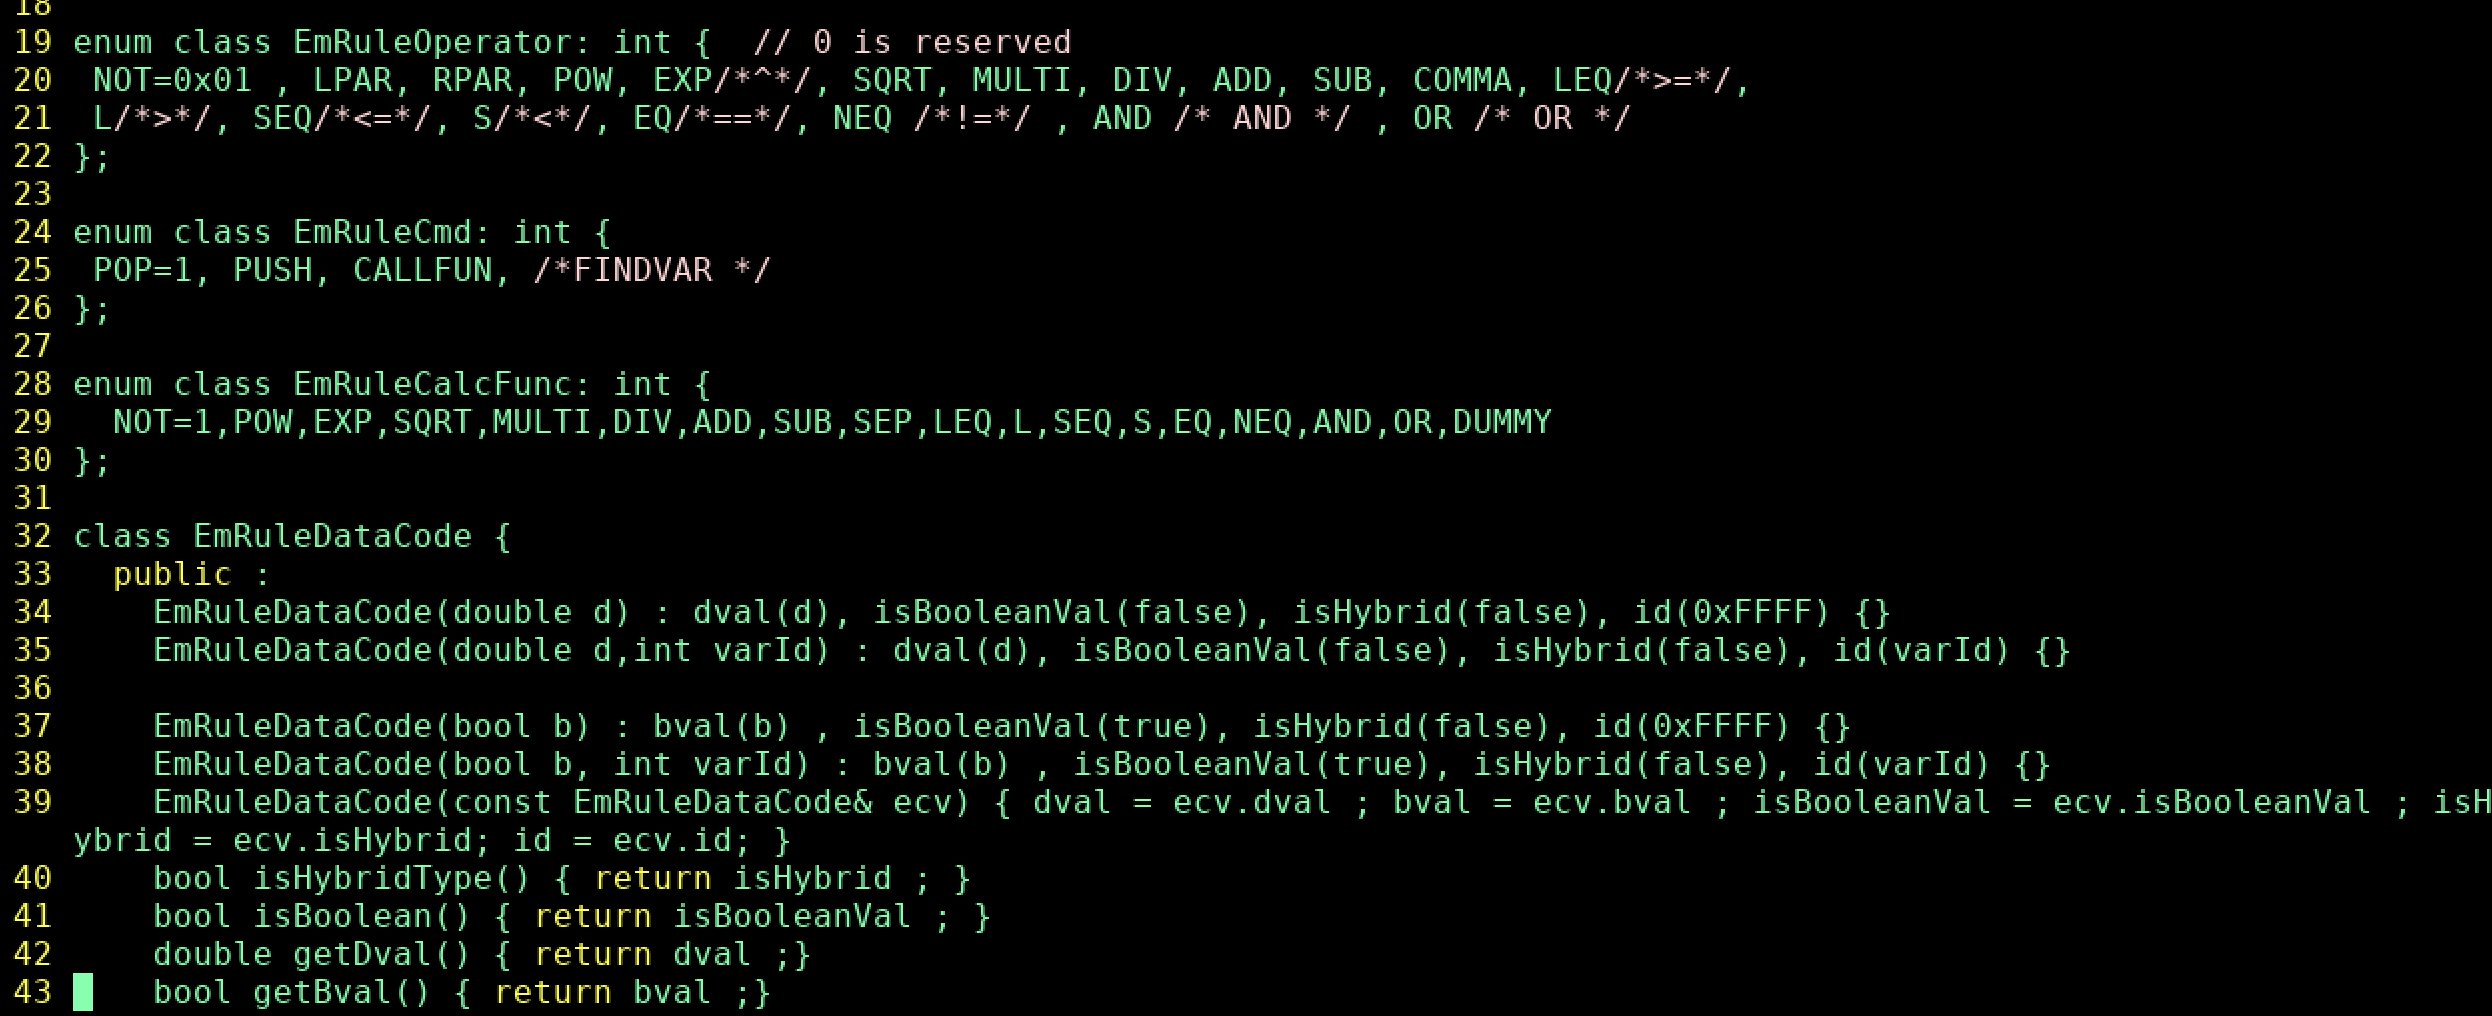 18
19 enum class EmRuleOperator: int {  // 0 is reserved
20  NOT=0x01 , LPAR, RPAR, POW, EXP/*^*/, SQRT, MULTI, DIV, ADD, SUB, COMMA, LEQ/*>=*/,
21  L/*>*/, SEQ/*<=*/, S/*<*/, EQ/*==*/, NEQ /*!=*/ , AND /* AND */ , OR /* OR */
22 };
23
24 enum class EmRuleCmd: int {
25  POP=1, PUSH, CALLFUN, /*FINDVAR */
26 };
27
28 enum class EmRuleCalcFunc: int {
29   NOT=1,POW,EXP,SQRT,MULTI,DIV,ADD,SUB,SEP,LEQ,L,SEQ,S,EQ,NEQ,AND,OR,DUMMY
30 };
31
32 class EmRuleDataCode {
33   public :
34     EmRuleDataCode(double d) : dval(d), isBooleanVal(false), isHybrid(false), id(0xFFFF) {}
35     EmRuleDataCode(double d,int varId) : dval(d), isBooleanVal(false), isHybrid(false), id(varId) {}
36
37     EmRuleDataCode(bool b) : bval(b) , isBooleanVal(true), isHybrid(false), id(0xFFFF) {}
38     EmRuleDataCode(bool b, int varId) : bval(b) , isBooleanVal(true), isHybrid(false), id(varId) {}
39     EmRuleDataCode(const EmRuleDataCode& ecv) { dval = ecv.dval ; bval = ecv.bval ; isBooleanVal = ecv.isBooleanVal ; isH
ybrid = ecv.isHybrid; id = ecv.id; }
40     bool isHybridType() { return isHybrid ; }
41     bool isBoolean() { return isBooleanVal ; }
42     double getDval() { return dval ;}
43     bool getBval() { return bval ;}